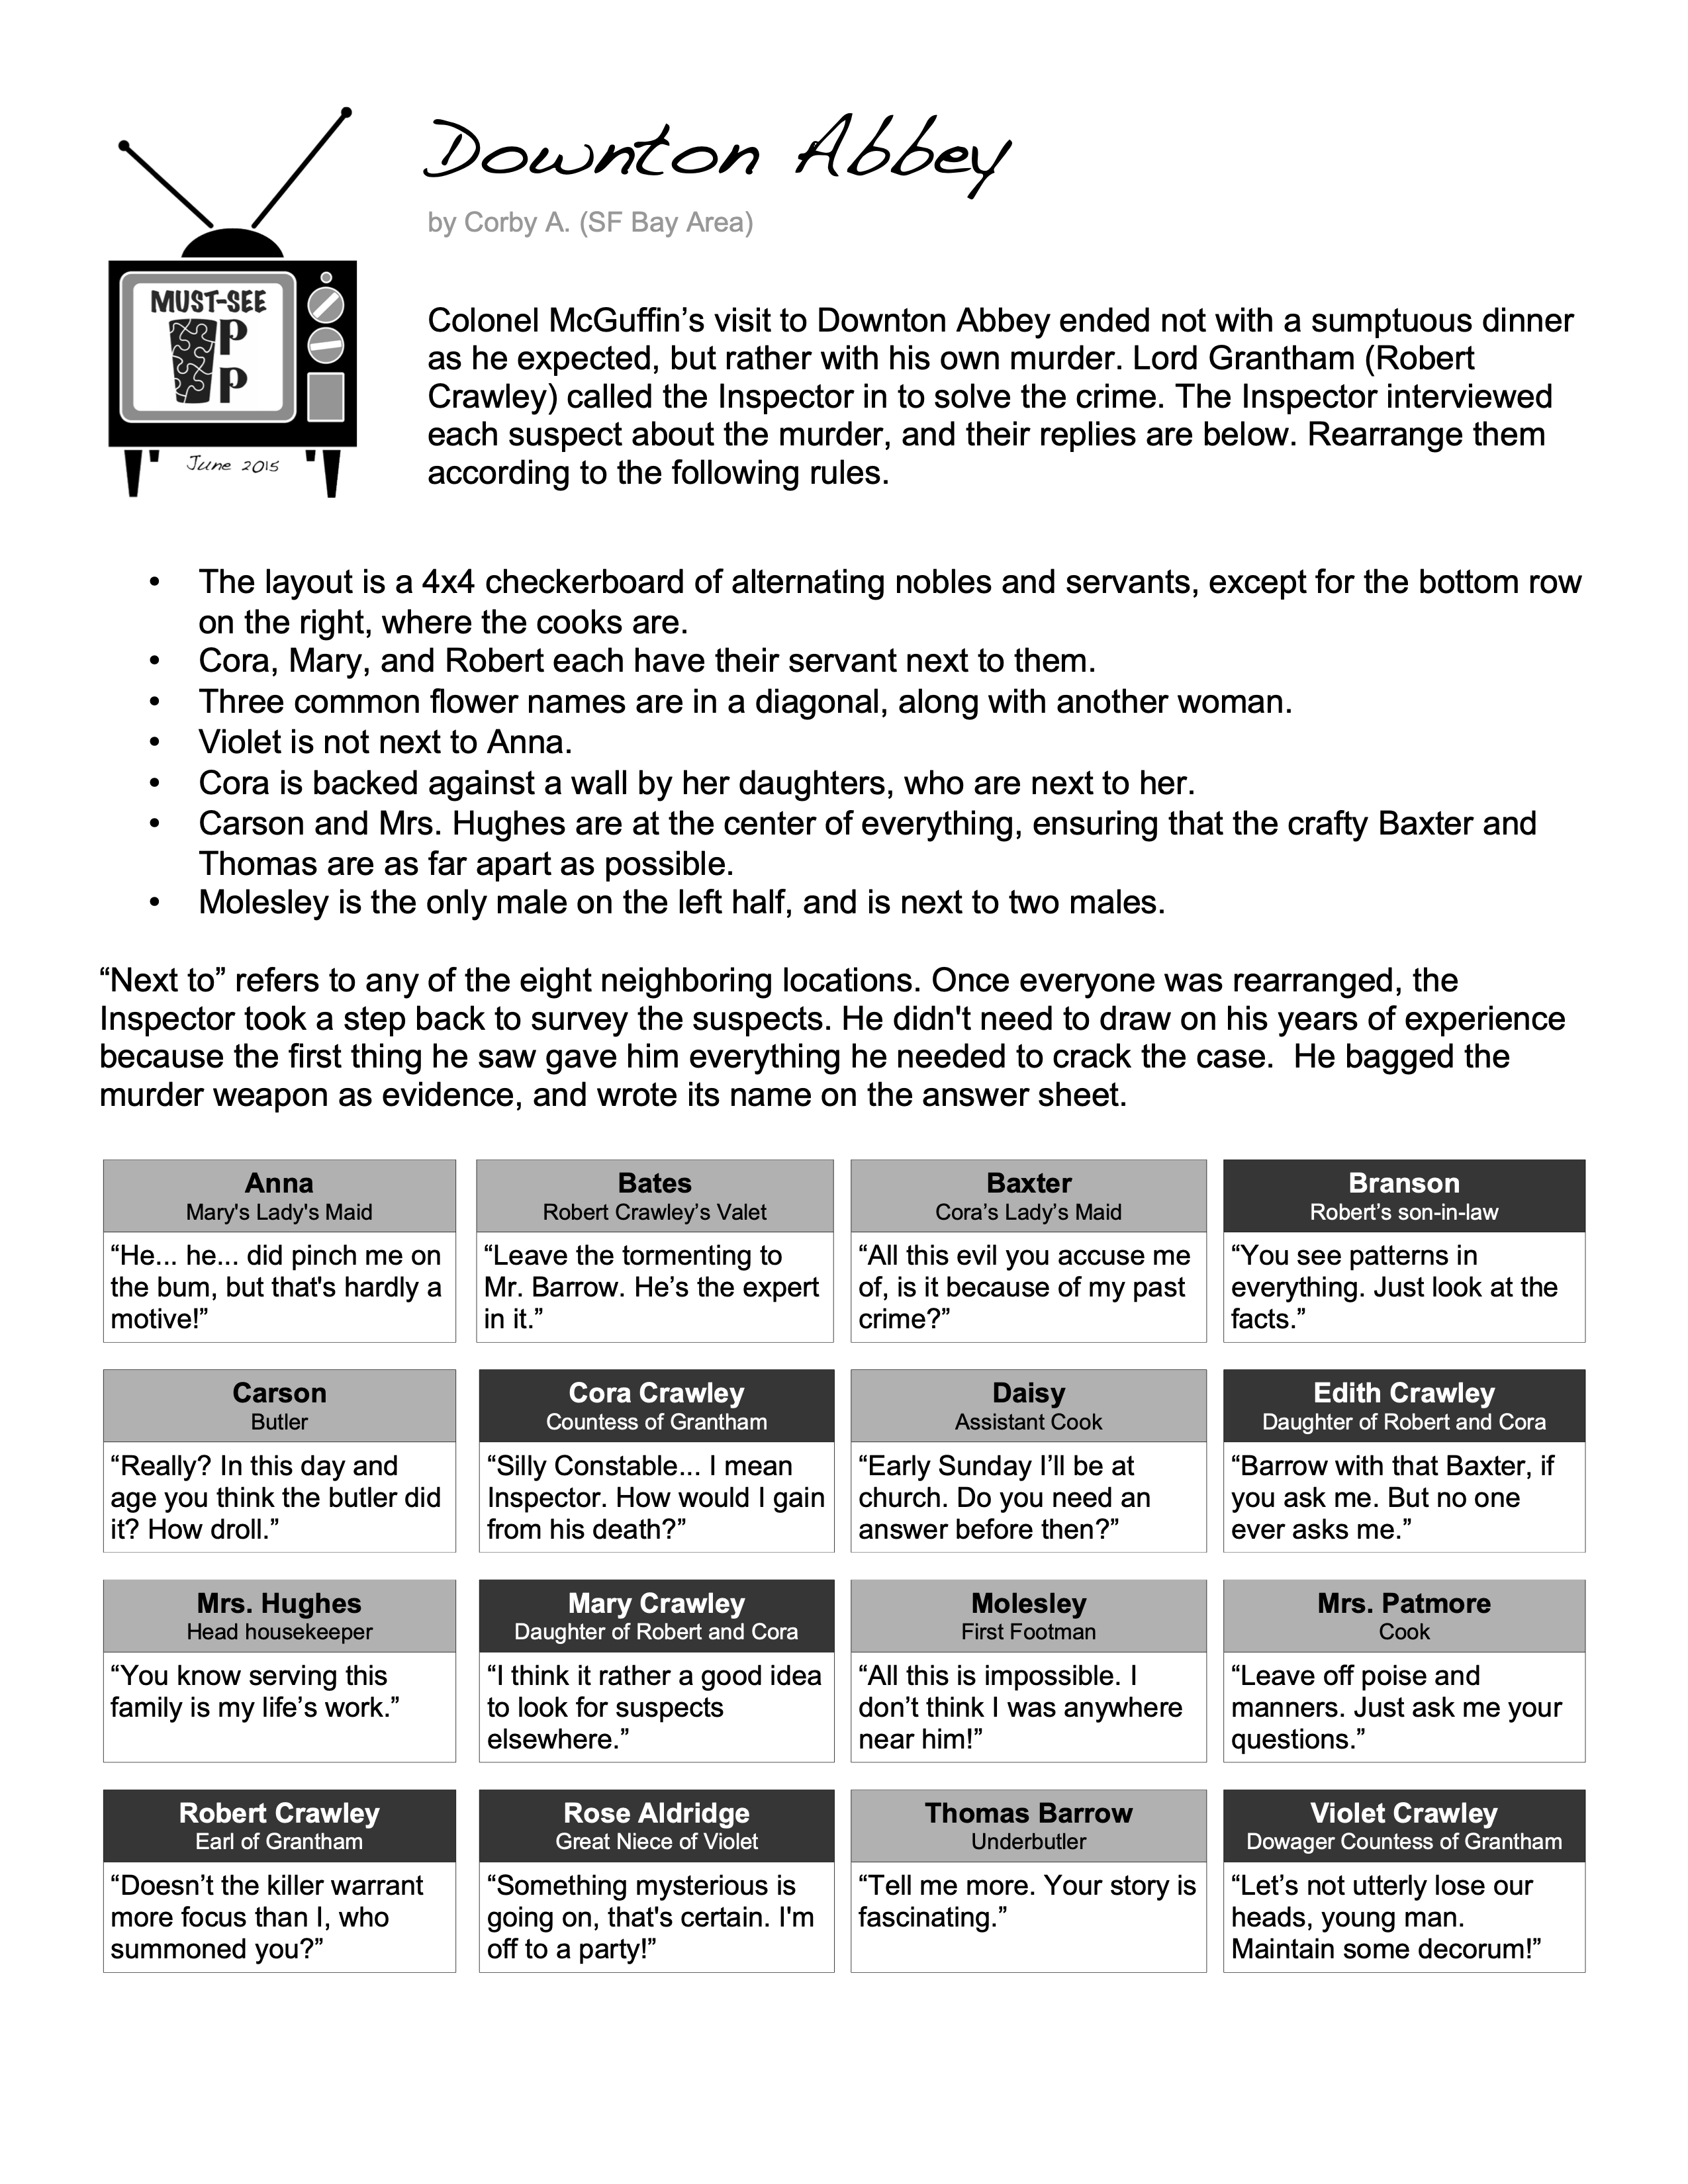 Downton Abbey
by Corby A. (SF Bay Area)
MUST-SEE
P
P
June 2015
Colonel McGuffin’s visit to Downton Abbey ended not with a sumptuous dinner
as he expected, but rather with his own murder. Lord Grantham (Robert
Crawley) called the Inspector in to solve the crime. The Inspector interviewed
each suspect about the murder, and their replies are below. Rearrange them
according to the following rules.
• The layout is a 4x4 checkerboard of alternating nobles and servants, except for the bottom row
on the right, where the cooks are.
• Cora, Mary, and Robert each have their servant next to them.
• Three common flower names are in a diagonal, along with another woman.
• Violet is not next to Anna.
• Cora is backed against a wall by her daughters, who are next to her.
• Carson and Mrs. Hughes are at the center of everything, ensuring that the crafty Baxter and
Thomas are as far apart as possible.
• Molesley is the only male on the left half, and is next to two males.
“Next to” refers to any of the eight neighboring locations. Once everyone was rearranged, the
Inspector took a step back to survey the suspects. He didn't need to draw on his years of experience
because the first thing he saw gave him everything he needed to crack the case.  He bagged the
murder weapon as evidence, and wrote its name on the answer sheet.
Anna
Mary's Lady's Maid
“He... he... did pinch me on
the bum, but that's hardly a
motive!”
Bates
Robert Crawley’s Valet
“Leave the tormenting to
Mr. Barrow. He’s the expert
in it.”
Baxter
Cora’s Lady’s Maid
“All this evil you accuse me
of, is it because of my past
crime?”
Branson
Robert’s son-in-law
“You see patterns in
everything. Just look at the
facts.”
Carson
Butler
“Really? In this day and
age you think the butler did
it? How droll.”
Cora Crawley
Countess of Grantham
“Silly Constable... I mean
Inspector. How would I gain
from his death?”
Daisy
Assistant Cook
“Early Sunday I’ll be at
church. Do you need an
answer before then?”
Edith Crawley
Daughter of Robert and Cora
“Barrow with that Baxter, if
you ask me. But no one
ever asks me.”
Mrs. Hughes
Head housekeeper
“You know serving this
family is my life’s work.”
Mary Crawley
Daughter of Robert and Cora
“I think it rather a good idea
to look for suspects
elsewhere.”
Molesley
First Footman
“All this is impossible. I
don’t think I was anywhere
near him!”
Mrs. Patmore
Cook
“Leave off poise and
manners. Just ask me your
questions.”
Robert Crawley
Earl of Grantham
“Doesn’t the killer warrant
more focus than I, who
summoned you?”
Rose Aldridge
Great Niece of Violet
“Something mysterious is
going on, that's certain. I'm
off to a party!”
Thomas Barrow
Underbutler
“Tell me more. Your story is
fascinating.”
Violet Crawley
Dowager Countess of Grantham
“Let’s not utterly lose our
heads, young man.
Maintain some decorum!”